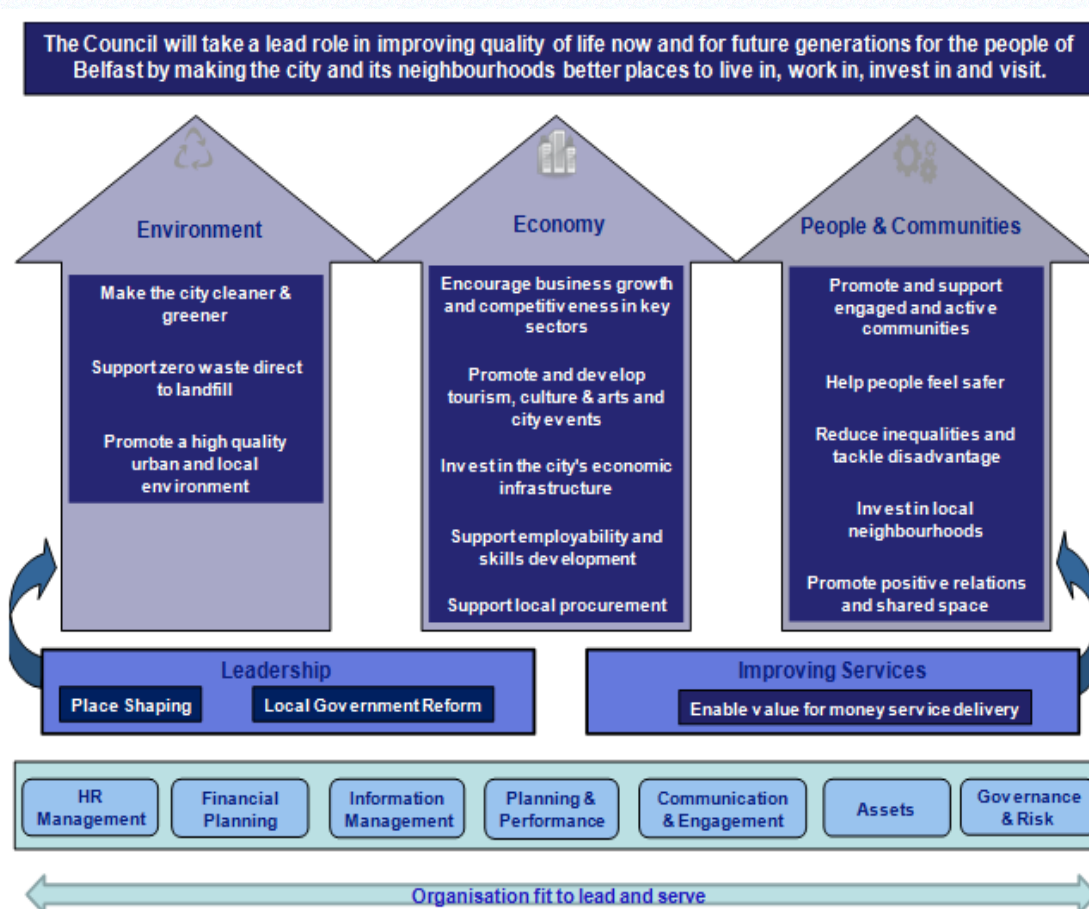 The Council will take a lead role in improving quality of life now and for future generations for the people of
Belfast by making the city and its neighbourhoods better places to live in, work in, invest in and visit.
Environment
Make the city cleaner &
greener
Support zero waste direct
to landfill
Promote a high quality
urban and local
environment
Economy
Encourage business growth
and competitiveness in key
sectors
Promote and develop
tourism, culture & arts and
city events
Invest in the city's economic
infrastructure
Support employability and
skills development
Support local procurement
People & Communities
Promote and support
engaged and active
communities
Help people feel safer
Reduce inequalities and
tackle disadvantage
Invest in local
neighbourhoods
Promote positive relations
and shared space
Leadership
Place Shaping
Local Government Reform
Improving Services
Enable value for money service delivery
HR
Management
Financial
Planning
Information
Management
Planning &
Performance
Communication
& Engagement
Assets
Governance
& Risk
Organisation fit to lead and serve